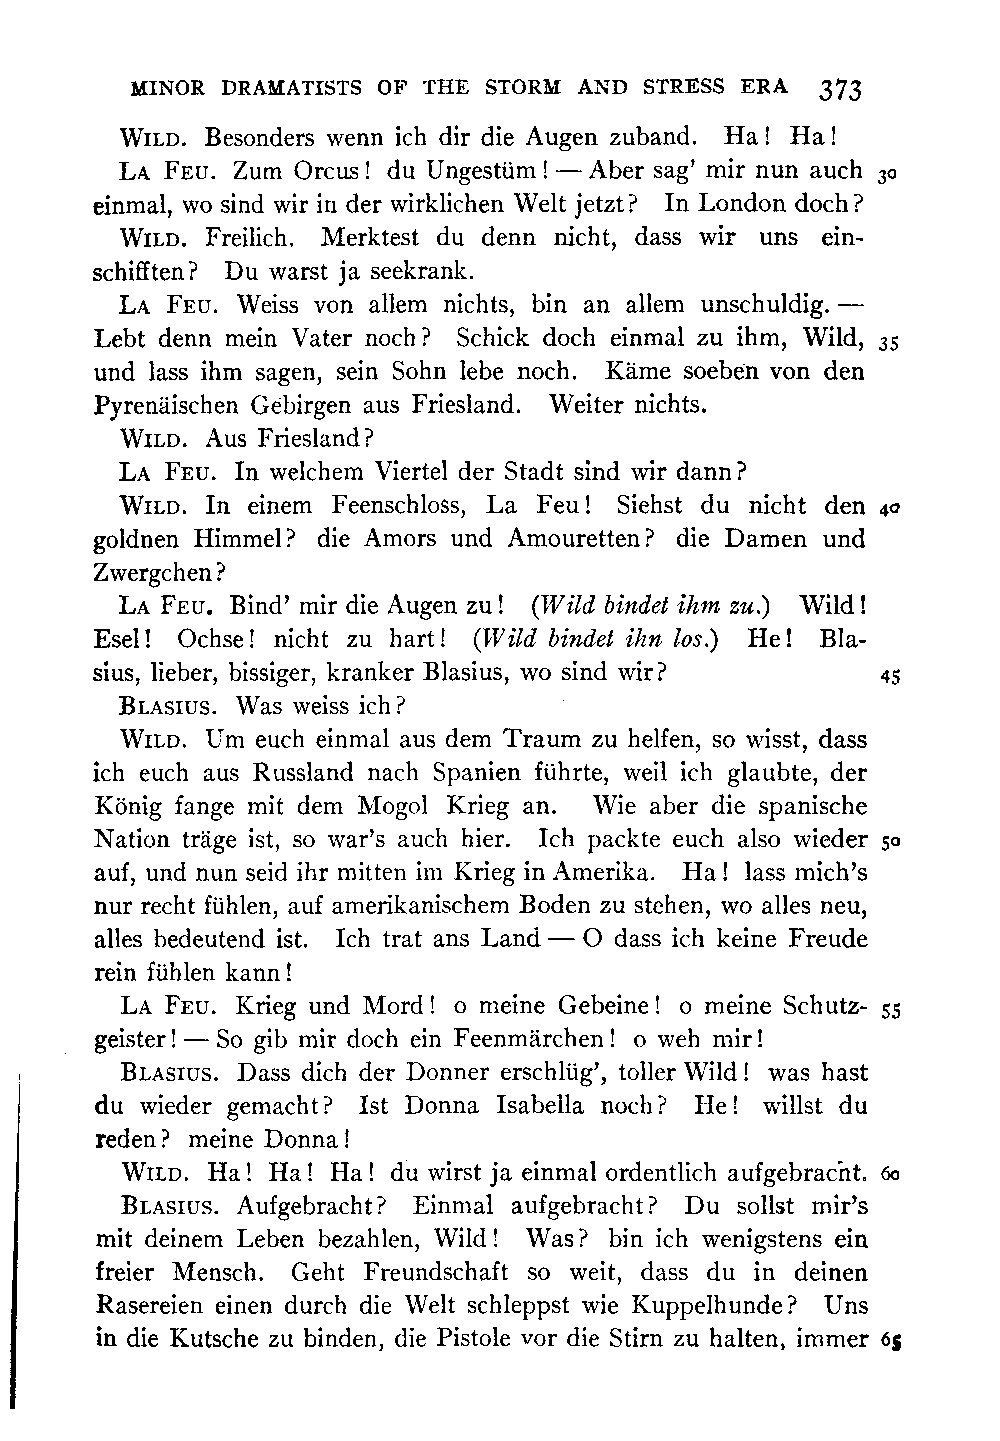 MINOR DRAMATISTS OF THE STORM AND STRESS ERA 373
WILD. Besonders wenn ich dir die Augen zuband. Ha! Ha!
LA FEU. Zum Orcus! du Ungestüm! — Aber sag' mir nun auch 30
einmal, wo sind wir in der wirklichen Welt jetzt? In London doch?
WILD. Freilich. Merktest du denn nicht, dass wir uns ein-
schifften? Du warst ja seekrank.
LA FEU. Weiss von allem nichts, bin an allem unschuldig. —
Lebt denn mein Vater noch? Schick doch einmal zu ihm, Wild, 35
und lass ihm sagen, sein Sohn lebe noch. Käme soeben von den
Pyrenäischen Gebirgen aus Friesland. Weiter nichts.
WILD. Aus Friesland?
LA FEU. In welchem Viertel der Stadt sind wir dann?
WILD. In einem Feenschloss, La Feu! Siehst du nicht den 40
goldnen Himmel? die Amors und Amouretten? die Damen und
Zwergchen?
LA FEU. Bind' mir die Augen zu! (Wild bindet ihm zu.) Wild!
Esel! Ochse! nicht zu hart! (Wild bindet ihn los.) He! Bla-
sius, lieber, bissiger, kranker Blasius, wo sind wir? 45
BLASIUS. Was weiss ich?
WILD. Um euch einmal aus dem Traum zu helfen, so wisst, dass
ich euch aus Russland nach Spanien führte, weil ich glaubte, der
König fange mit dem Mogol Krieg an. Wie aber die spanische
Nation träge ist, so war's auch hier. Ich packte euch also wieder 50
auf, und nun seid ihr mitten im Krieg in Amerika. Ha! lass mich's
nur recht fühlen, auf amerikanischem Boden zu stehen, wo alles neu,
alles bedeutend ist. Ich trat ans Land — O dass ich keine Freude
rein fühlen kann!
LA FEU. Krieg und Mord! o meine Gebeine! o meine Schutz- 55
geister! — So gib mir doch ein Feenmärchen! o weh mir!
BLASIUS. Dass dich der Donner erschlüg', toller Wild! was hast
du wieder gemacht? Ist Donna Isabella noch? He! willst du
reden? meine Donna!
WILD. Ha! Ha! Ha! du wirst ja einmal ordentlich aufgebracht. 60
BLASIUS. Aufgebracht? Einmal aufgebracht? Du sollst mir's
mit deinem Leben bezahlen, Wild! Was? bin ich wenigstens ein
freier Mensch. Geht Freundschaft so weit, dass du in deinen
Rasereien einen durch die Welt schleppst wie Kuppelhunde? Uns
in die Kutsche zu binden, die Pistole vor die Stirn zu halten, immer 65